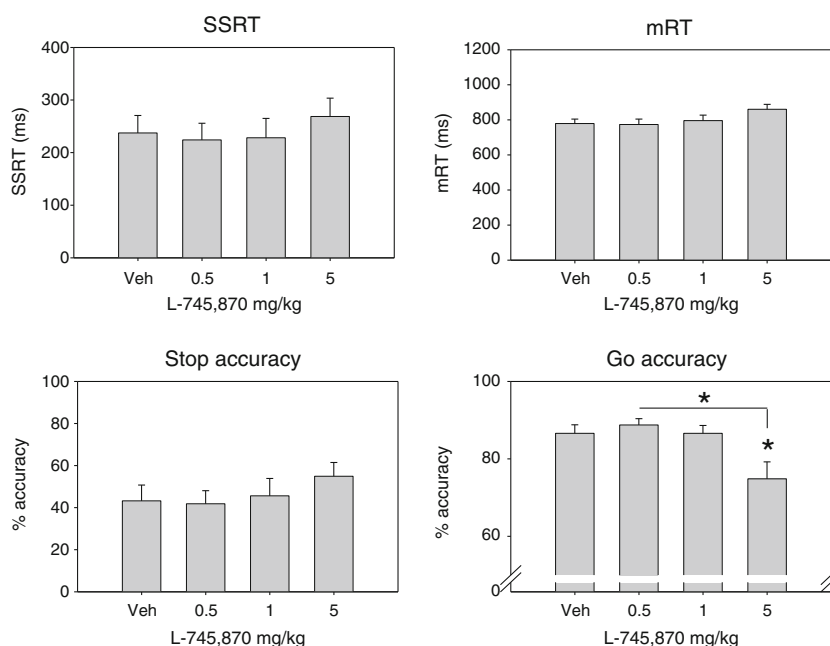 SSRT
400
300
200
100
0
SSRT (ms)
Veh 0.5 1 5
L-745,870 mg/kg
mRT
1200
1000
800
600
400
200
0
mRT (ms)
Veh 0.5 1 5
L-745,870 mg/kg
Stop accuracy
100
80
60
40
20
0
% accuracy
Veh 0.5 1 5
L-745,870 mg/kg
Go accuracy
100
80
60
0
% accuracy
*
*
Veh 0.5 1 5
L-745,870 mg/kg